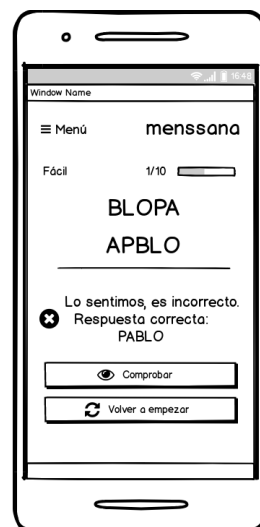 16:48
Window Name
Menú
menssana
Fácil 1/10
BLOPA
APBLO
Lo sentimos, es incorrecto.
Respuesta correcta:
PABLO
Comprobar
Volver a empezar